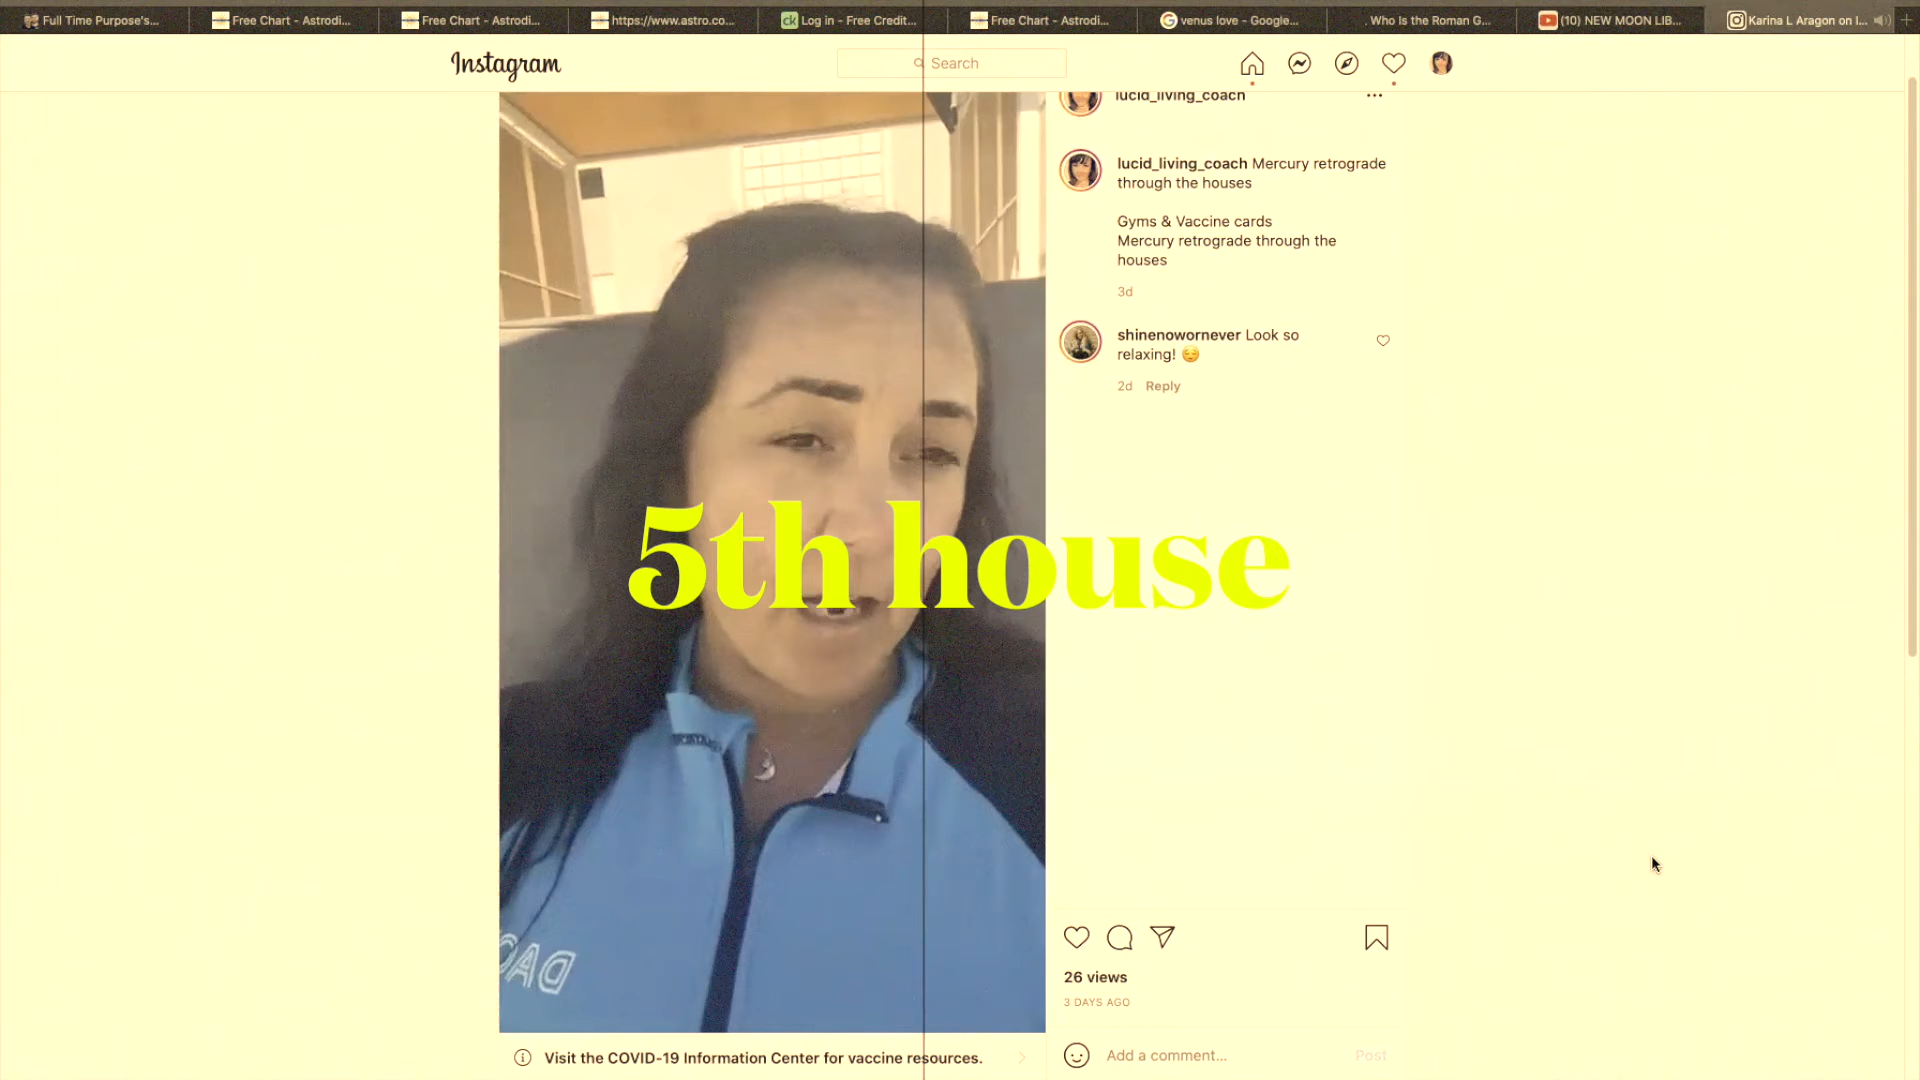 Full Time Purpose's...
Free Chart - Astrodi...
Free Chart - Astrodi...
https://www.astro.co...
ck Log in - Free Credit...
Free Chart - Astrodi...
venus love - Google...
Who Is the Roman G...
(10) NEW MOON LIB...
Karina L Aragon on I...
Instagram
Search
lucid_living_coach
lucid_living_coach Mercury retrograde
through the houses
Gyms & Vaccine cards
Mercury retrograde through the
houses
3d
shinenowornever Look so
relaxing!
2d Reply
5th house
26 views
3 DAYS AGO
Visit the COVID-19 Information Center for vaccine resources.
Add a comment...
Post